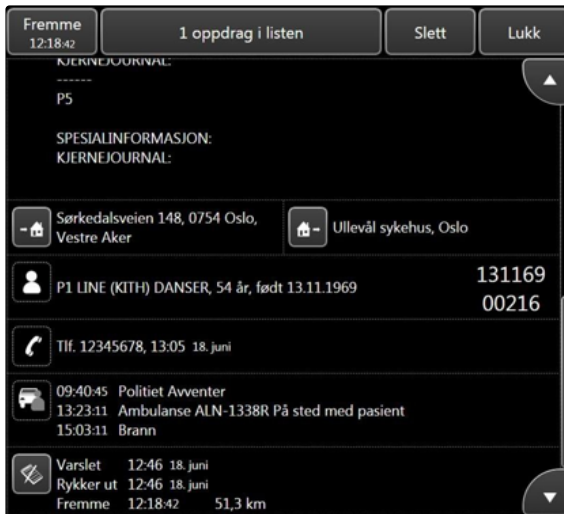 Fremme
12:18:42
1 oppdrag i listen
Slett
Lukk
KJERNEJOURNAL:
------
P5
SPESIALINFORMASJON:
KJERNEJOURNAL:
Sørkedalsveien 148, 0754 Oslo,
Vestre Aker
Ullevål sykehus, Oslo
P1 LINE (KITH) DANSER, 54 år, født 13.11.1969
131169
00216
Tlf. 12345678, 13:05 18. juni
09:40:45 Politiet Avventer
13:23:11 Ambulanse ALN-1338R På sted med pasient
15:03:11 Brann
Varslet 12:46 18. juni
Rykker ut 12:46 18. juni
Fremme 12:18:42 51,3 km